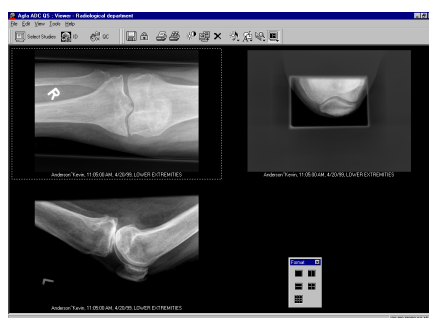 Agfa ADC QS : Viewer - Radiological department
File Edit View Tools Help
Select Studies ID QC
R
Anderson^Kevin, 11:05:00 AM, 4/20/99, LOWER EXTREMITIES
Anderson^Kevin, 11:05:00 AM, 4/20/99, LOWER EXTREMITIES
L
Anderson^Kevin, 11:05:00 AM, 4/20/99, LOWER EXTREMITIES
Format